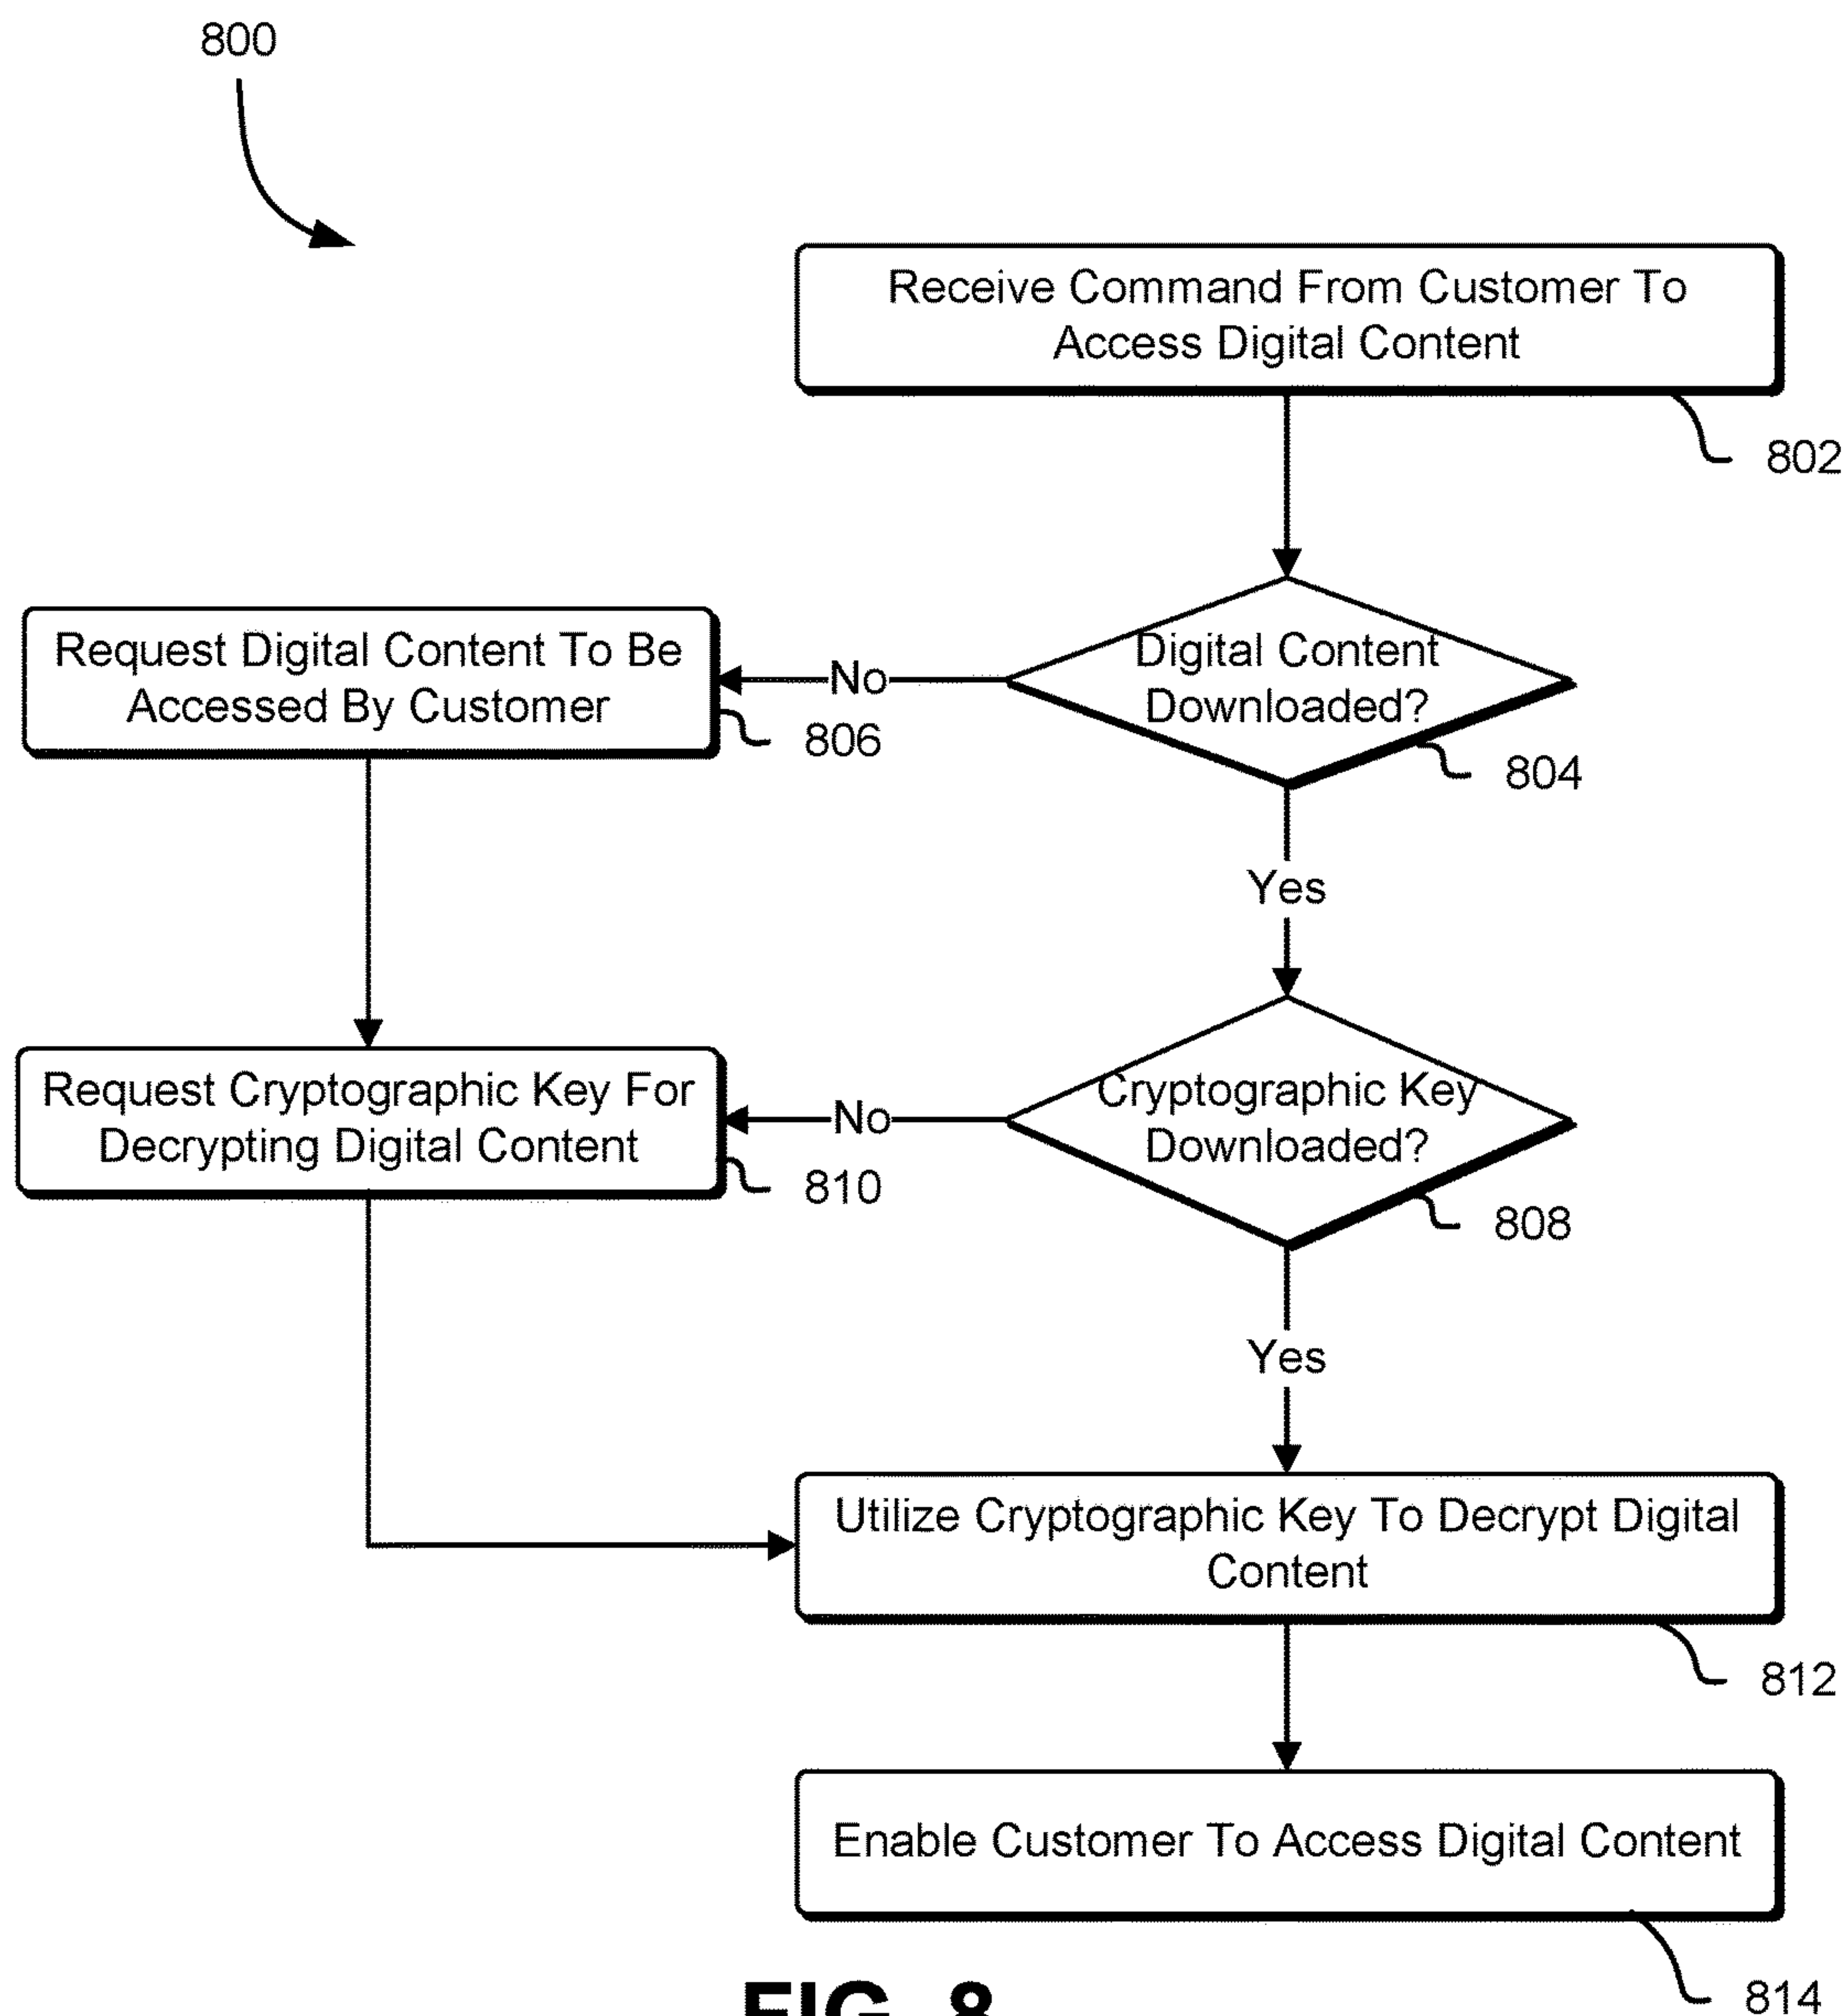 800
Receive Command From Customer To
Access Digital Content
802
Digital Content
Downloaded?
804
No
Request Digital Content To Be
Accessed By Customer
806
Yes
Cryptographic Key
Downloaded?
808
No
Request Cryptographic Key For
Decrypting Digital Content
810
Yes
Utilize Cryptographic Key To Decrypt Digital
Content
812
Enable Customer To Access Digital Content
814
FIG. 8